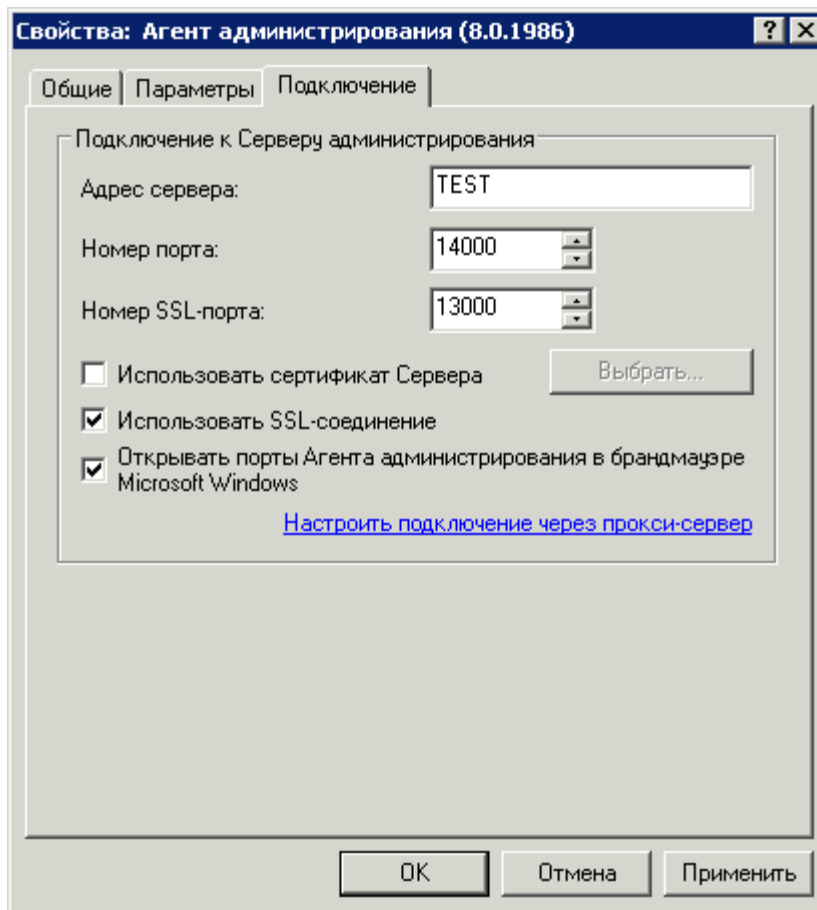 Свойства: Агент администрирования (8.0.1986)
Общие Параметры Подключение
Подключение к Серверу администрирования
Адрес сервера: TEST
Номер порта: 14000
Номер SSL-порта: 13000
Использовать сертификат Сервера Выбрать...
Использовать SSL-соединение
Открывать порты Агента администрирования в брандмауэре
Microsoft Windows
Настроить подключение через прокси-сервер
ОК Отмена Применить